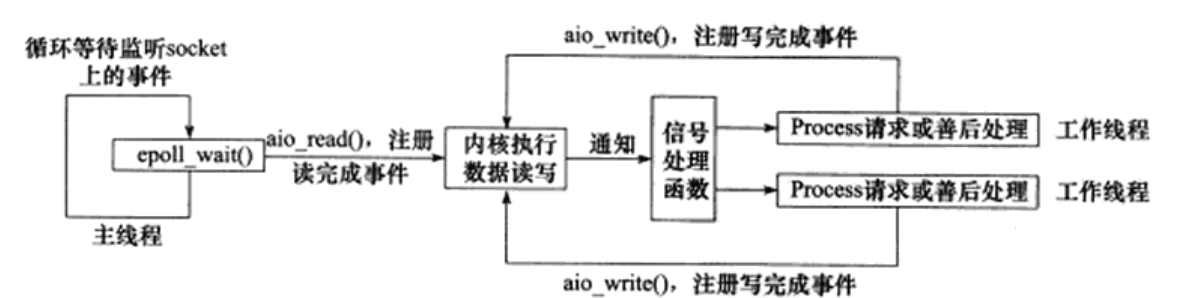 aio_write(), 注册写完成事件
循环等待监听socket
上的事件
epoll_wait()
主线程
aio_read(), 注册
读完成事件
内核执行
数据读写
通知
信号
处理
函数
Process请求或善后处理
工作线程
Process请求或善后处理
工作线程
aio_write(), 注册写完成事件